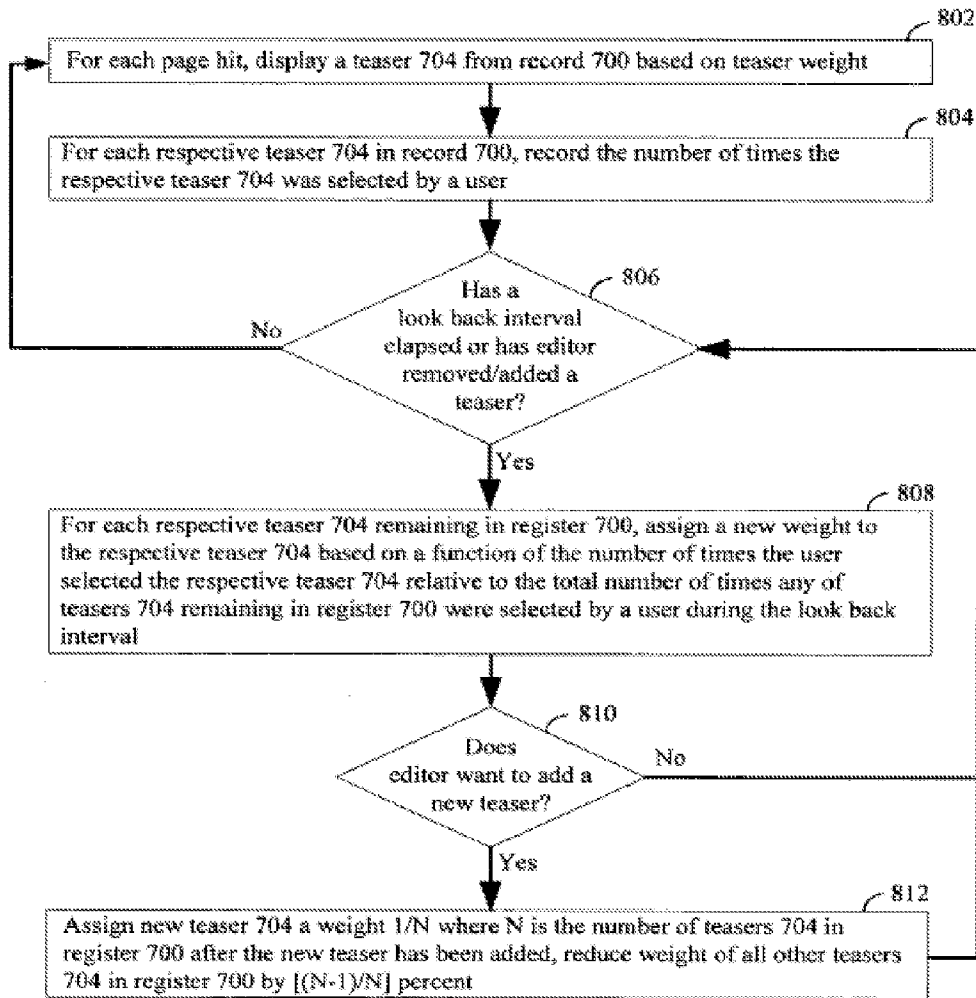 802
For each page hit, display a teaser 704 from record 700 based on teaser weight
804
For each respective teaser 704 in record 700, record the number of times the
respective teaser 704 was selected by a user
806
Has a
look back interval
elapsed or has editor
removed/added a
teaser?
No
Yes
808
For each respective teaser 704 remaining in register 700, assign a new weight to
the respective teaser 704 based on a function of the number of times the user
selected the respective teaser 704 relative to the total number of times any of
teasers 704 remaining in register 700 were selected by a user during the look back
interval
810
Does
editor want to add a
new teaser?
No
Yes
812
Assign new teaser 704 a weight 1/N where N is the number of teasers 704 in
register 700 after the new teaser has been added, reduce weight of all other teasers
704 in register 700 by [(N-1)/N] percent